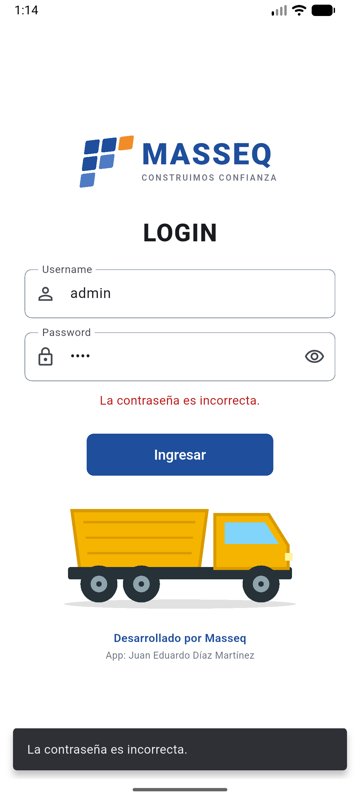 1:14
MASSEQ
CONSTRUIMOS CONFIANZA
LOGIN
Username
admin
Password
••••
La contraseña es incorrecta.
Ingresar
Desarrollado por Masseq
App: Juan Eduardo Díaz Martínez
La contraseña es incorrecta.